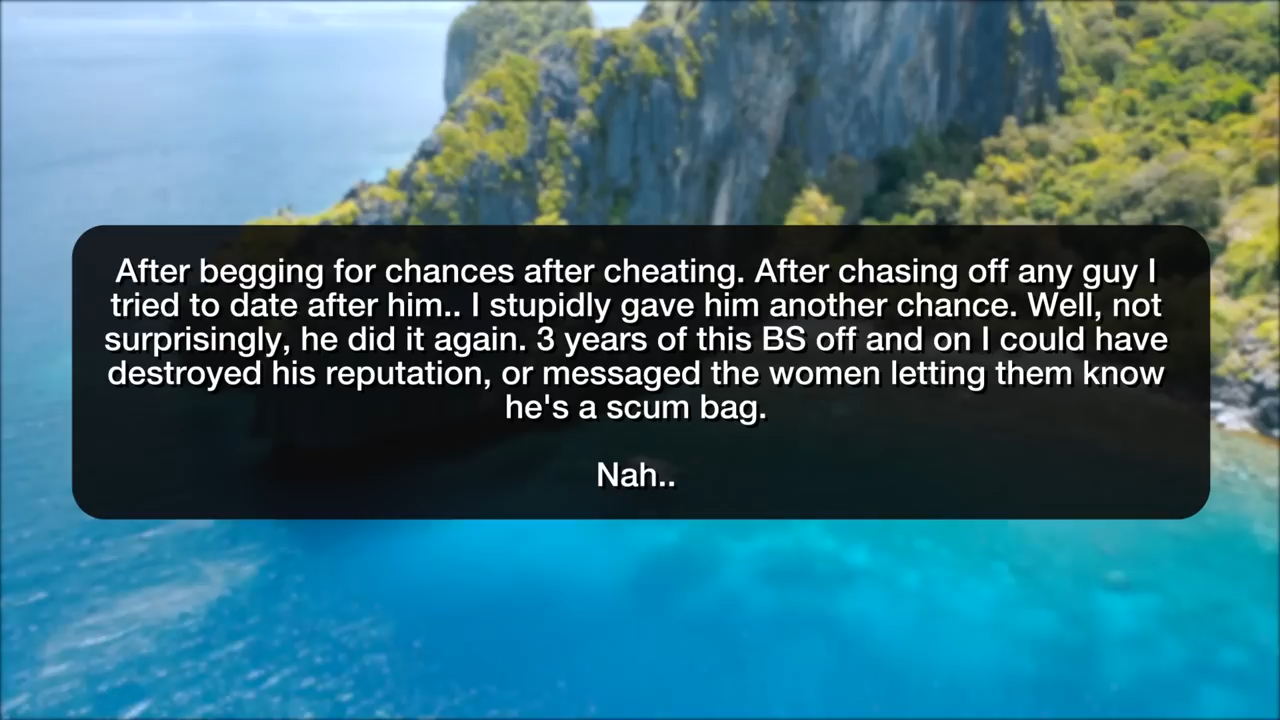 After begging for chances after cheating. After chasing off any guy I
tried to date after him.. I stupidly gave him another chance. Well, not
surprisingly, he did it again. 3 years of this BS off and on I could have
destroyed his reputation, or messaged the women letting them know
he's a scum bag.
Nah..